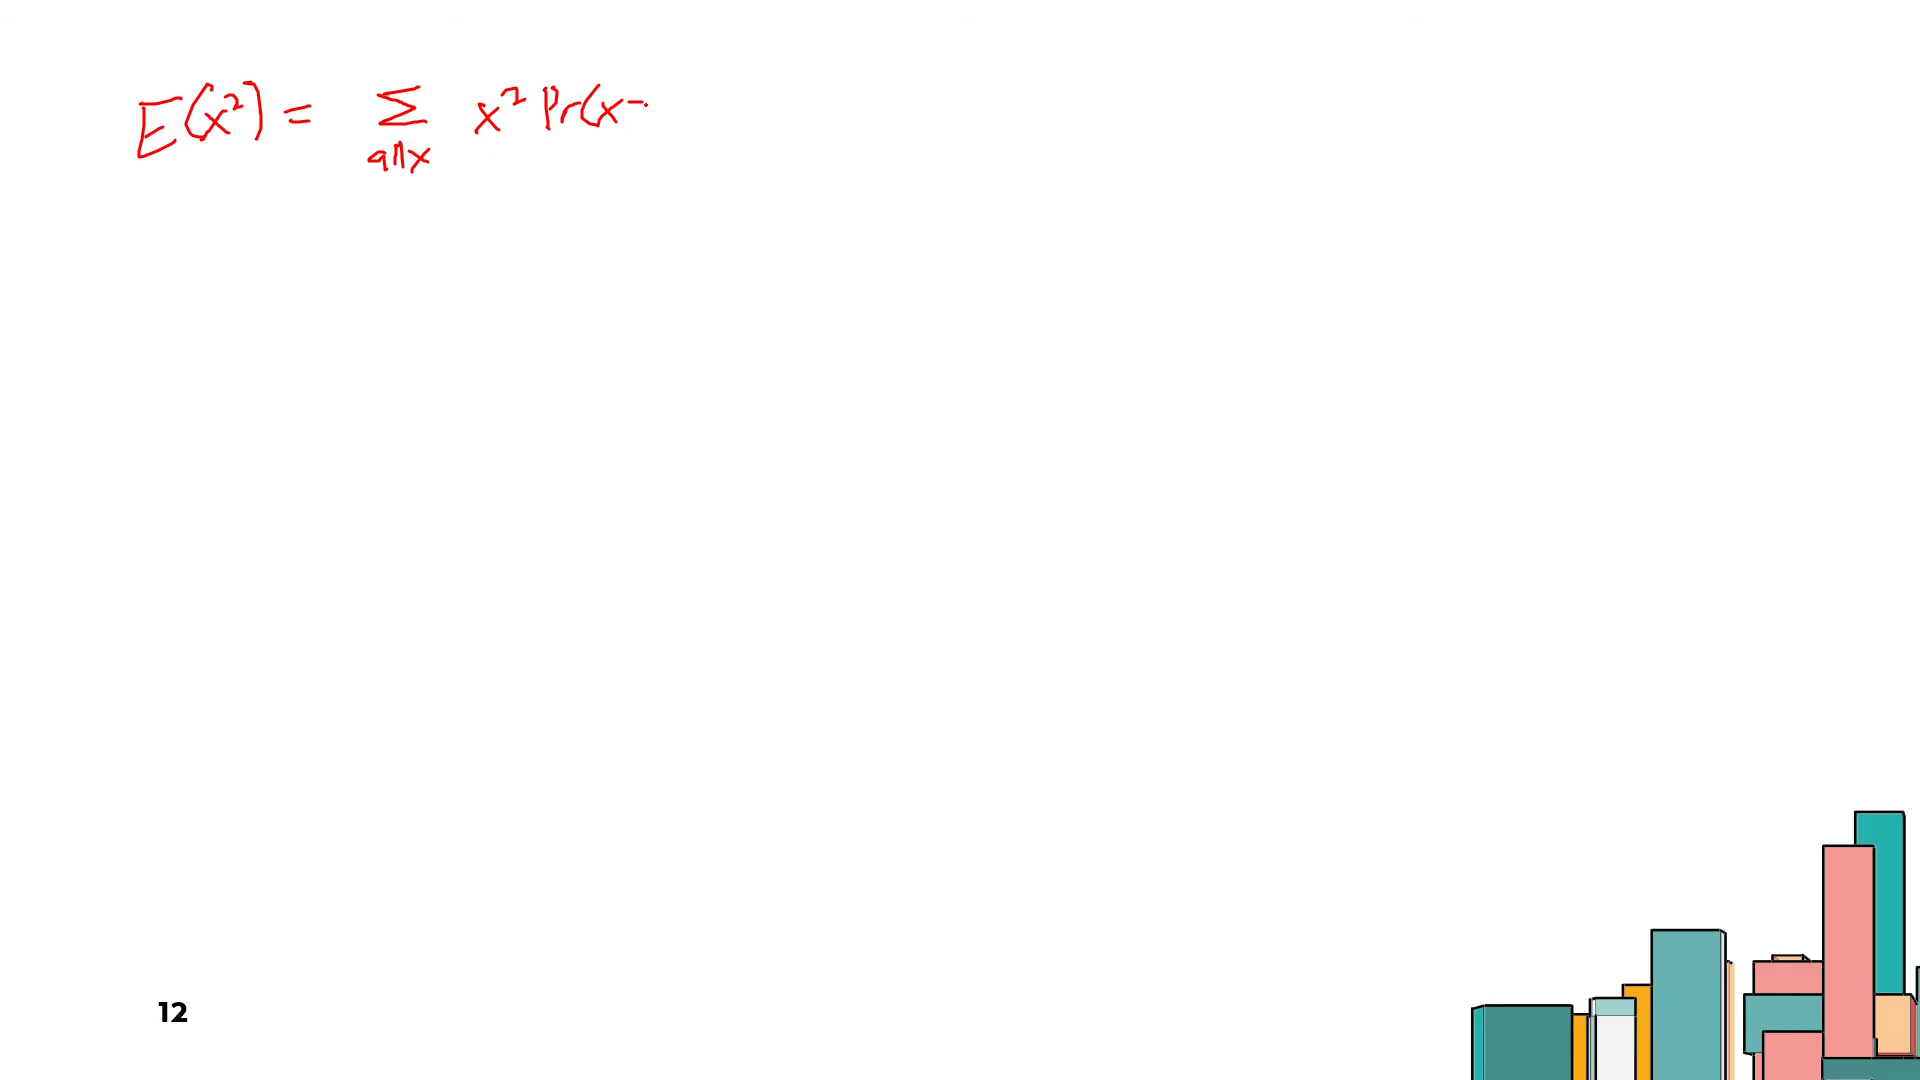 E(x²) = Σ x² Pr(x-
all x
12